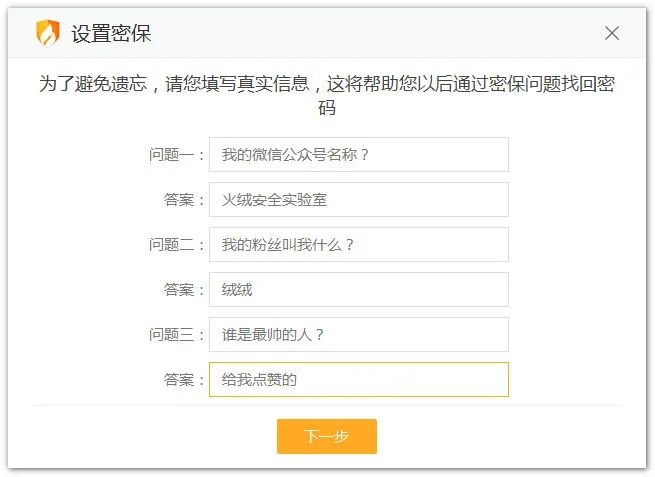 设置密保
为了避免遗忘，请您填写真实信息，这将帮助您以后通过密保问题找回密
码
问题一：我的微信公众号名称？
答案：火绒安全实验室
问题二：我的粉丝叫我什么？
答案：绒绒
问题三：谁是最帅的人？
答案：给我点赞的
下一步